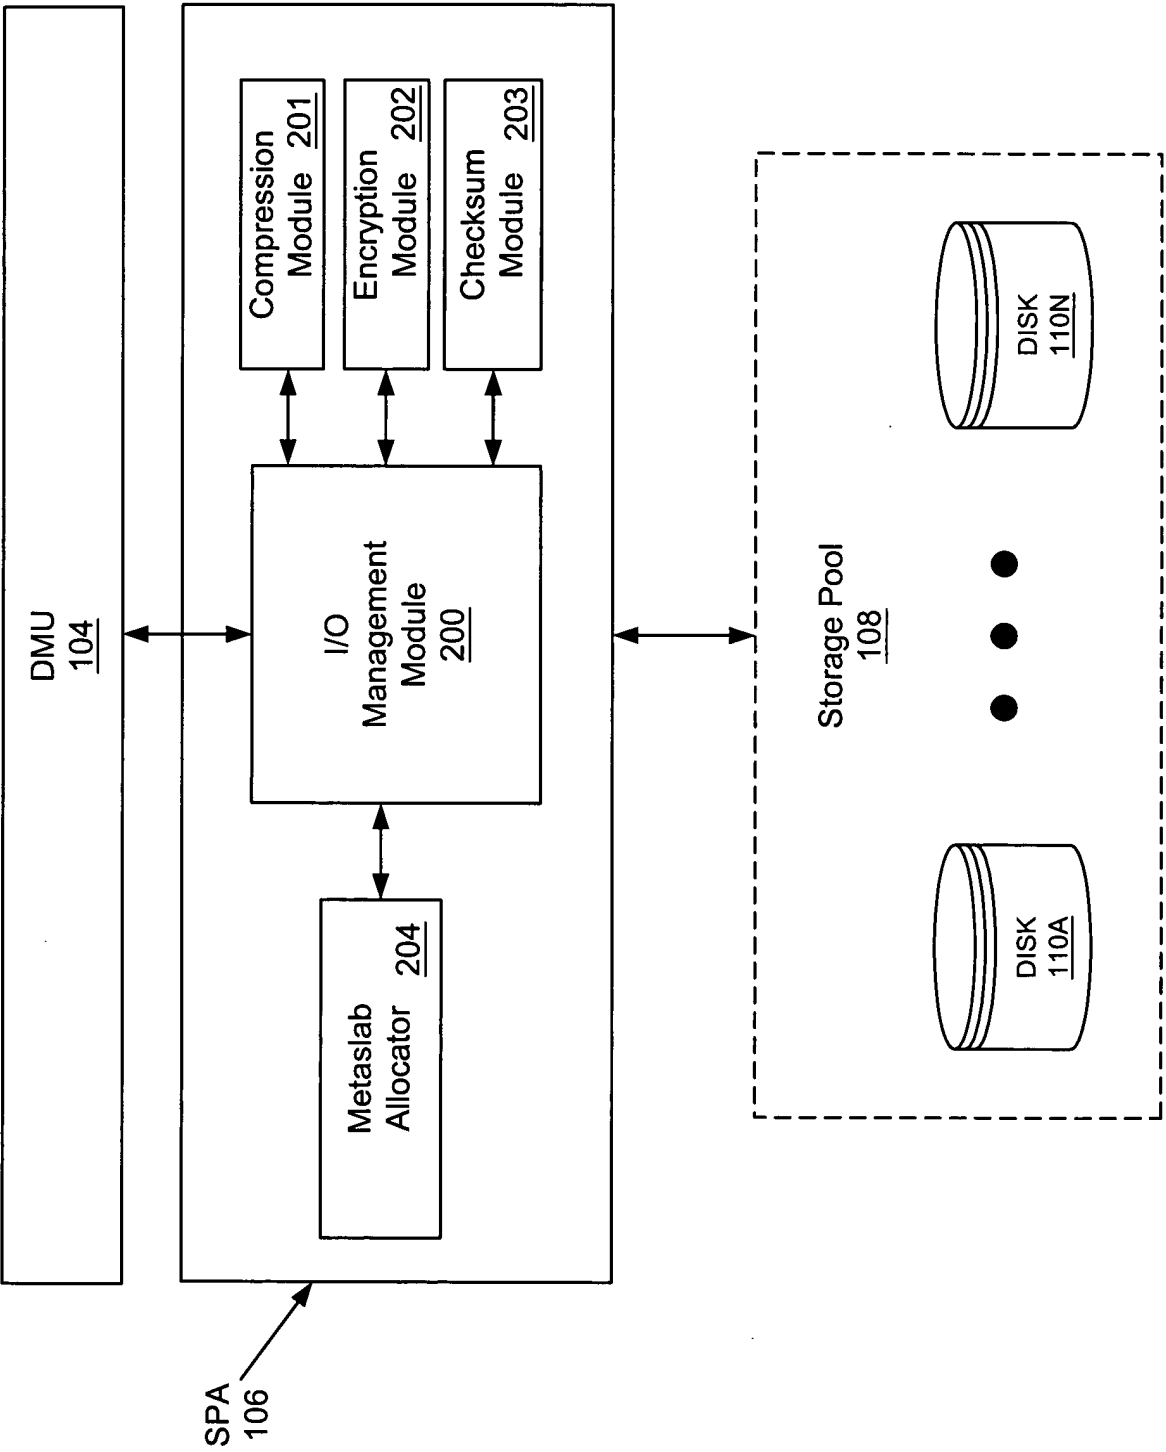 DMU
104
SPA
106
Metaslab
Allocator 204
I/O
Management
Module
200
Compression
Module 201
Encryption
Module 202
Checksum
Module 203
Storage Pool
108
DISK
110A
DISK
110N